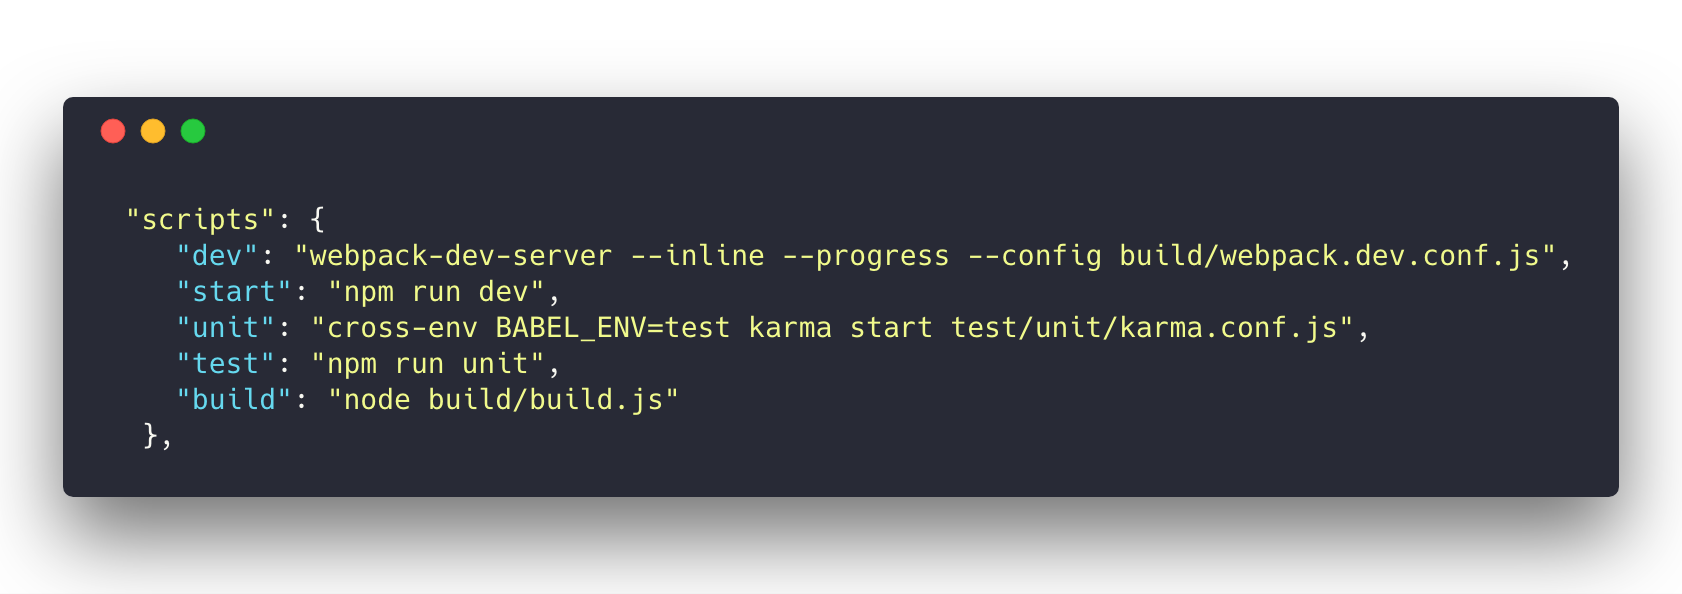 "scripts": {
"dev": "webpack-dev-server --inline --progress --config build/webpack.dev.conf.js",
"start": "npm run dev",
"unit": "cross-env BABEL_ENV=test karma start test/unit/karma.conf.js",
"test": "npm run unit",
"build": "node build/build.js"
},